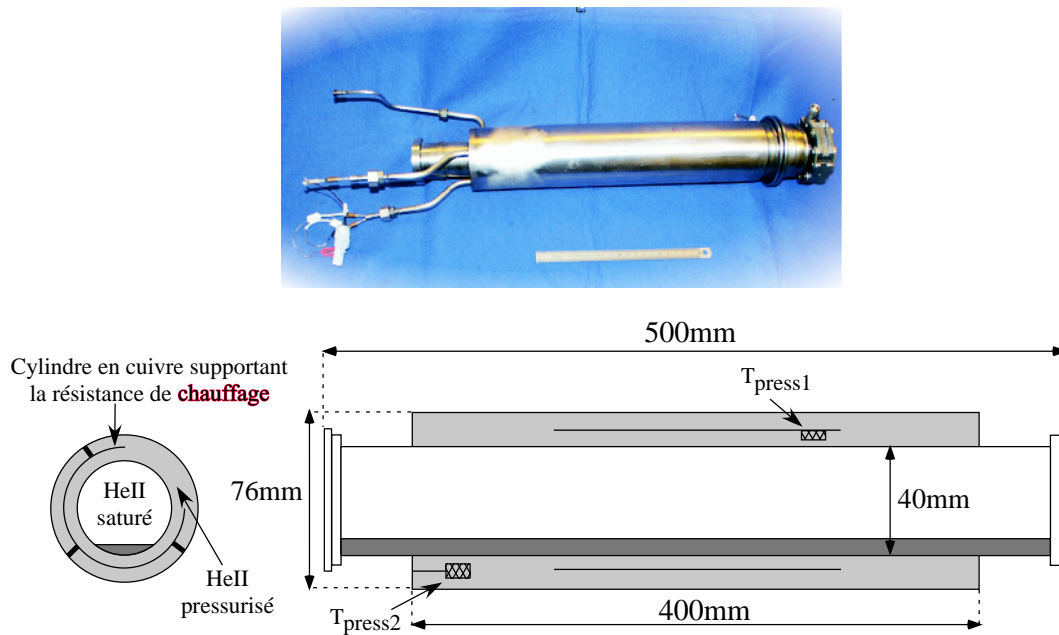 500mm
Cylindre en cuivre supportant
la résistance de chauffage
Tpress1
HeII
saturé
76mm
40mm
HeII
pressurisé
Tpress2
400mm